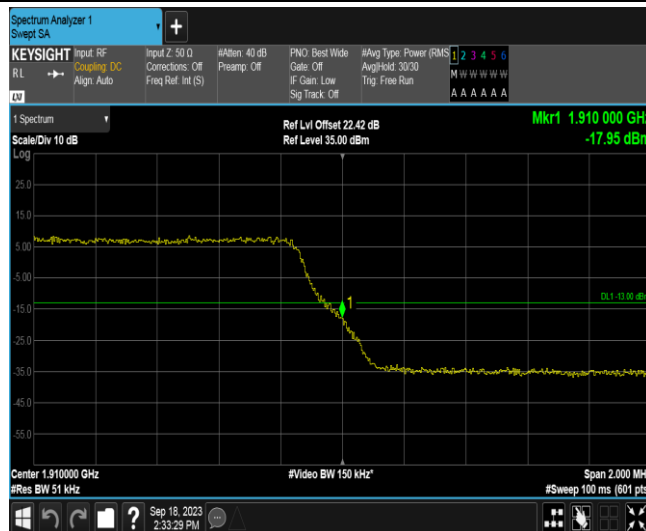 Spectrum Analyzer 1
Swept SA
KEYSIGHT
RL
LXI
Input: RF
Coupling: DC
Align: Auto
Input Z: 50 Ω
Corrections: Off
Freq Ref: Int (S)
#Atten: 40 dB
Preamp: Off
PNO: Best Wide
Gate: Off
IF Gain: Low
Sig Track: Off
#Avg Type: Power (RMS
Avg|Hold: 30/30
Trig: Free Run
1 2 3 4 5 6
M W W W W W
A A A A A A
1 Spectrum
Scale/Div 10 dB
Log
Ref Lvl Offset 22.42 dB
Ref Level 35.00 dBm
Mkr1 1.910 000 GHz
-17.95 dBm
25.0
15.0
5.00
-5.00
DL1 -13.00 dBm
1
-15.0
-25.0
-35.0
-45.0
-55.0
Center 1.910000 GHz
#Res BW 51 kHz
#Video BW 150 kHz*
Span 2.000 MH
#Sweep 100 ms (601 pts
Sep 18, 2023
2:33:29 PM